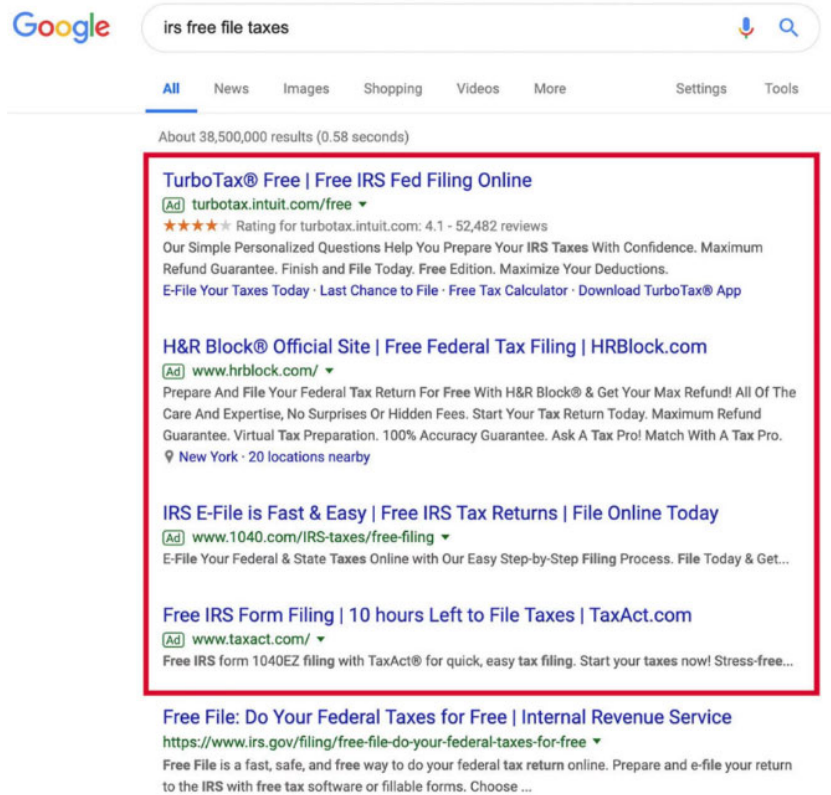 Google
irs free file taxes
All News Images Shopping Videos More Settings Tools
About 38,500,000 results (0.58 seconds)
TurboTax® Free | Free IRS Fed Filing Online
Ad turbotax.intuit.com/free
Rating for turbotax.intuit.com: 4.1 - 52,482 reviews
Our Simple Personalized Questions Help You Prepare Your IRS Taxes With Confidence. Maximum
Refund Guarantee. Finish and File Today. Free Edition. Maximize Your Deductions.
E-File Your Taxes Today · Last Chance to File · Free Tax Calculator · Download TurboTax® App
H&R Block® Official Site | Free Federal Tax Filing | HRBlock.com
Ad www.hrblock.com/
Prepare And File Your Federal Tax Return For Free With H&R Block® & Get Your Max Refund! All Of The
Care And Expertise, No Surprises Or Hidden Fees. Start Your Tax Return Today. Maximum Refund
Guarantee. Virtual Tax Preparation. 100% Accuracy Guarantee. Ask A Tax Pro! Match With A Tax Pro.
New York · 20 locations nearby
IRS E-File is Fast & Easy | Free IRS Tax Returns | File Online Today
Ad www.1040.com/IRS-taxes/free-filing
E-File Your Federal & State Taxes Online with Our Easy Step-by-Step Filing Process. File Today & Get...
Free IRS Form Filing | 10 hours Left to File Taxes | TaxAct.com
Ad www.taxact.com/
Free IRS form 1040EZ filing with TaxAct® for quick, easy tax filing. Start your taxes now! Stress-free...
Free File: Do Your Federal Taxes for Free | Internal Revenue Service
https://www.irs.gov/filing/free-file-do-your-federal-taxes-for-free
Free File is a fast, safe, and free way to do your federal tax return online. Prepare and e-file your return
to the IRS with free tax software or fillable forms. Choose ...